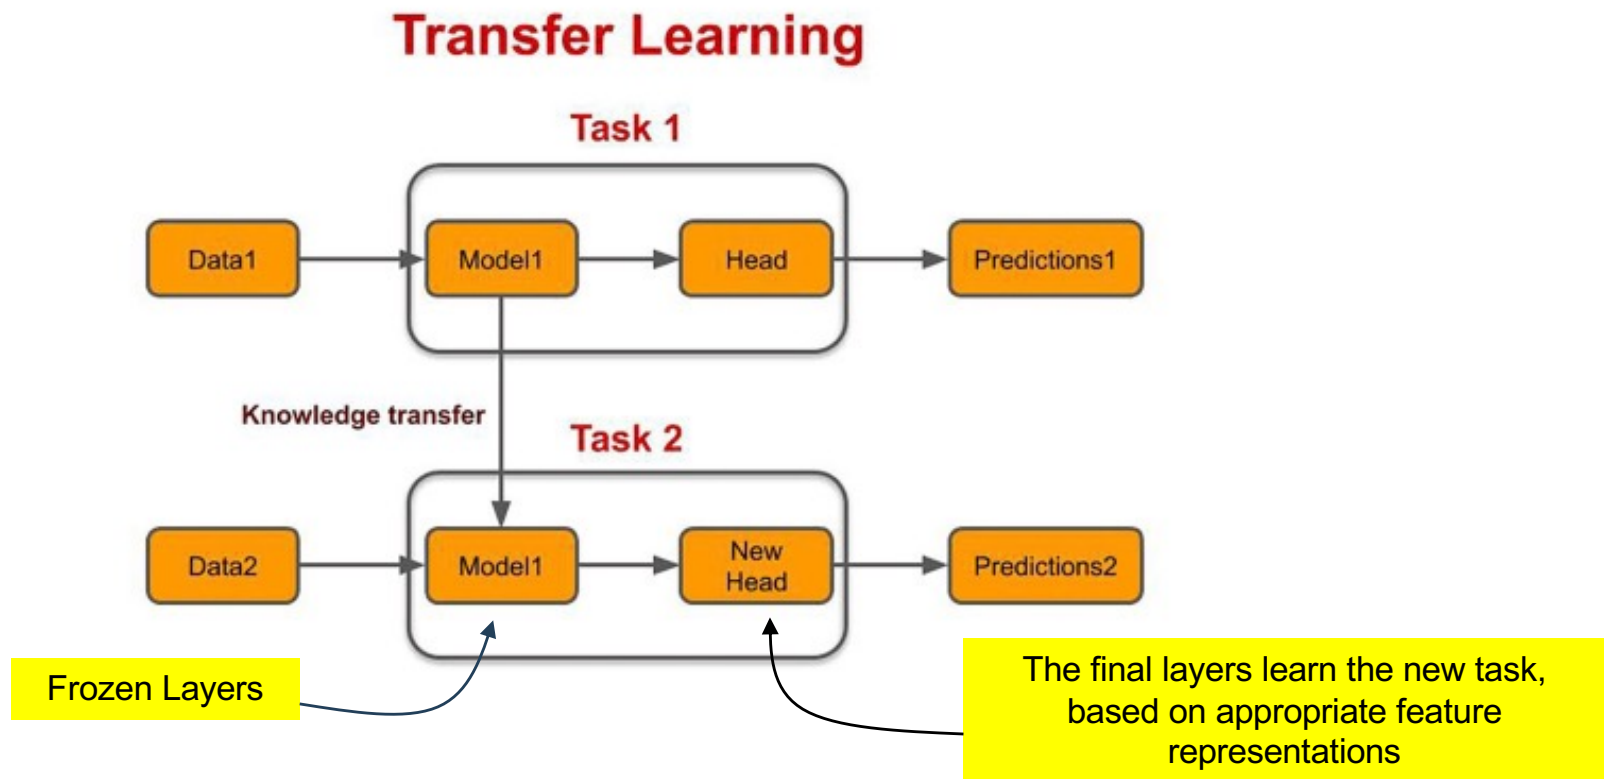 Transfer Learning
Task 1
Data1
Model1
Head
Predictions1
Knowledge transfer
Task 2
Data2
Model1
New
Head
Predictions2
Frozen Layers
The final layers learn the new task,
based on appropriate feature
representations